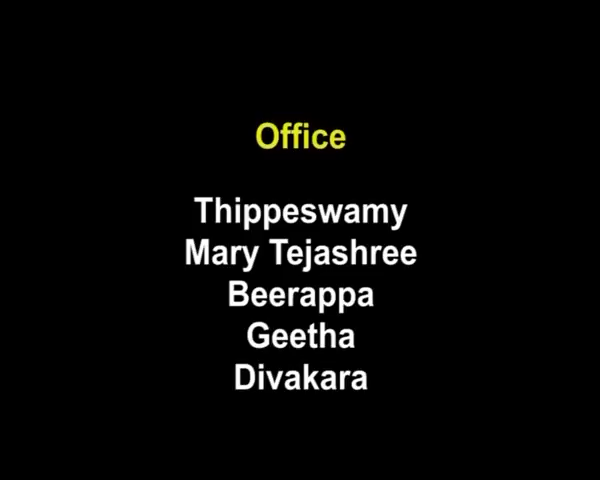 Office
Thippeswamy
Mary Tejashree
Beerappa
Geetha
Divakara